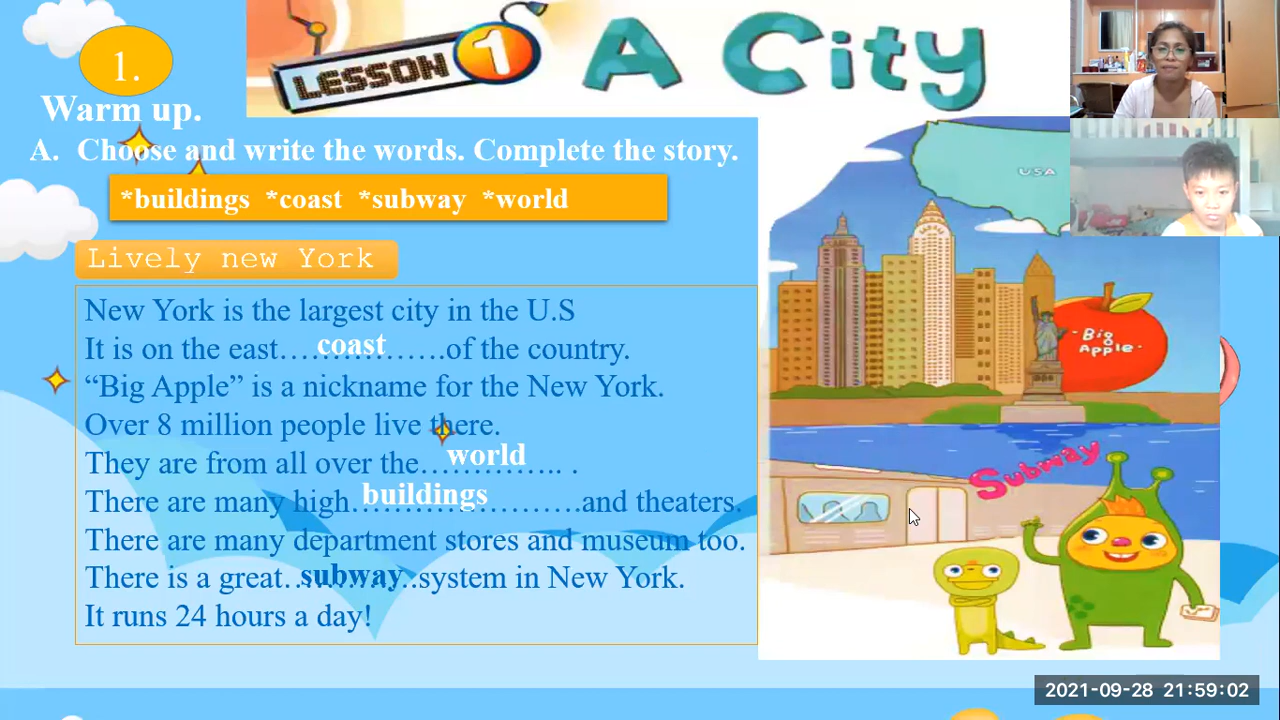 LESSON 1 A City
1.
Warm up.
A. Choose and write the words. Complete the story.
*buildings *coast *subway *world
Lively new York
New York is the largest city in the U.S
It is on the east……coast…….of the country.
“Big Apple” is a nickname for the New York.
Over 8 million people live there.
They are from all over the…world……….. .
There are many high…buildings………and theaters.
There are many department stores and museum too.
There is a great..subway..system in New York.
It runs 24 hours a day!
USA
-Big
Apple-
Subway
2021-09-28 21:59:02